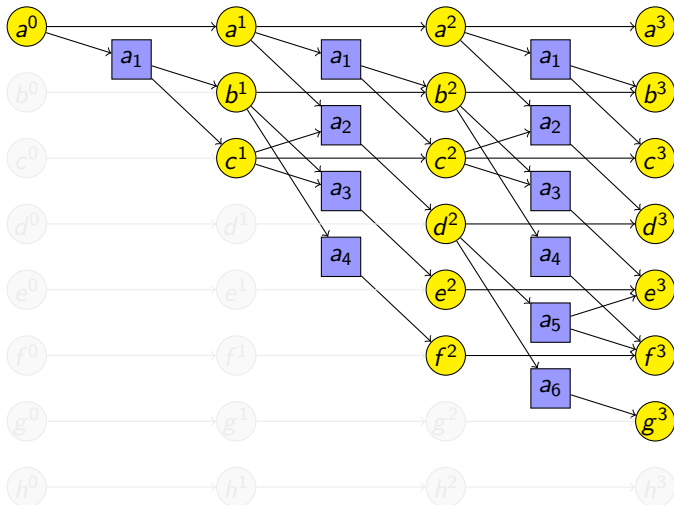 a⁰ a¹ a² a³
a₁ a₁ a₁
b⁰ b¹ b² b³
a₂ a₂
c⁰ c¹ c² c³
a₃ a₃
d⁰ d¹ d² d³
a₄ a₄
e⁰ e¹ e² e³
a₅
f⁰ f¹ f² f³
a₆
g⁰ g¹ g² g³
h⁰ h¹ h² h³